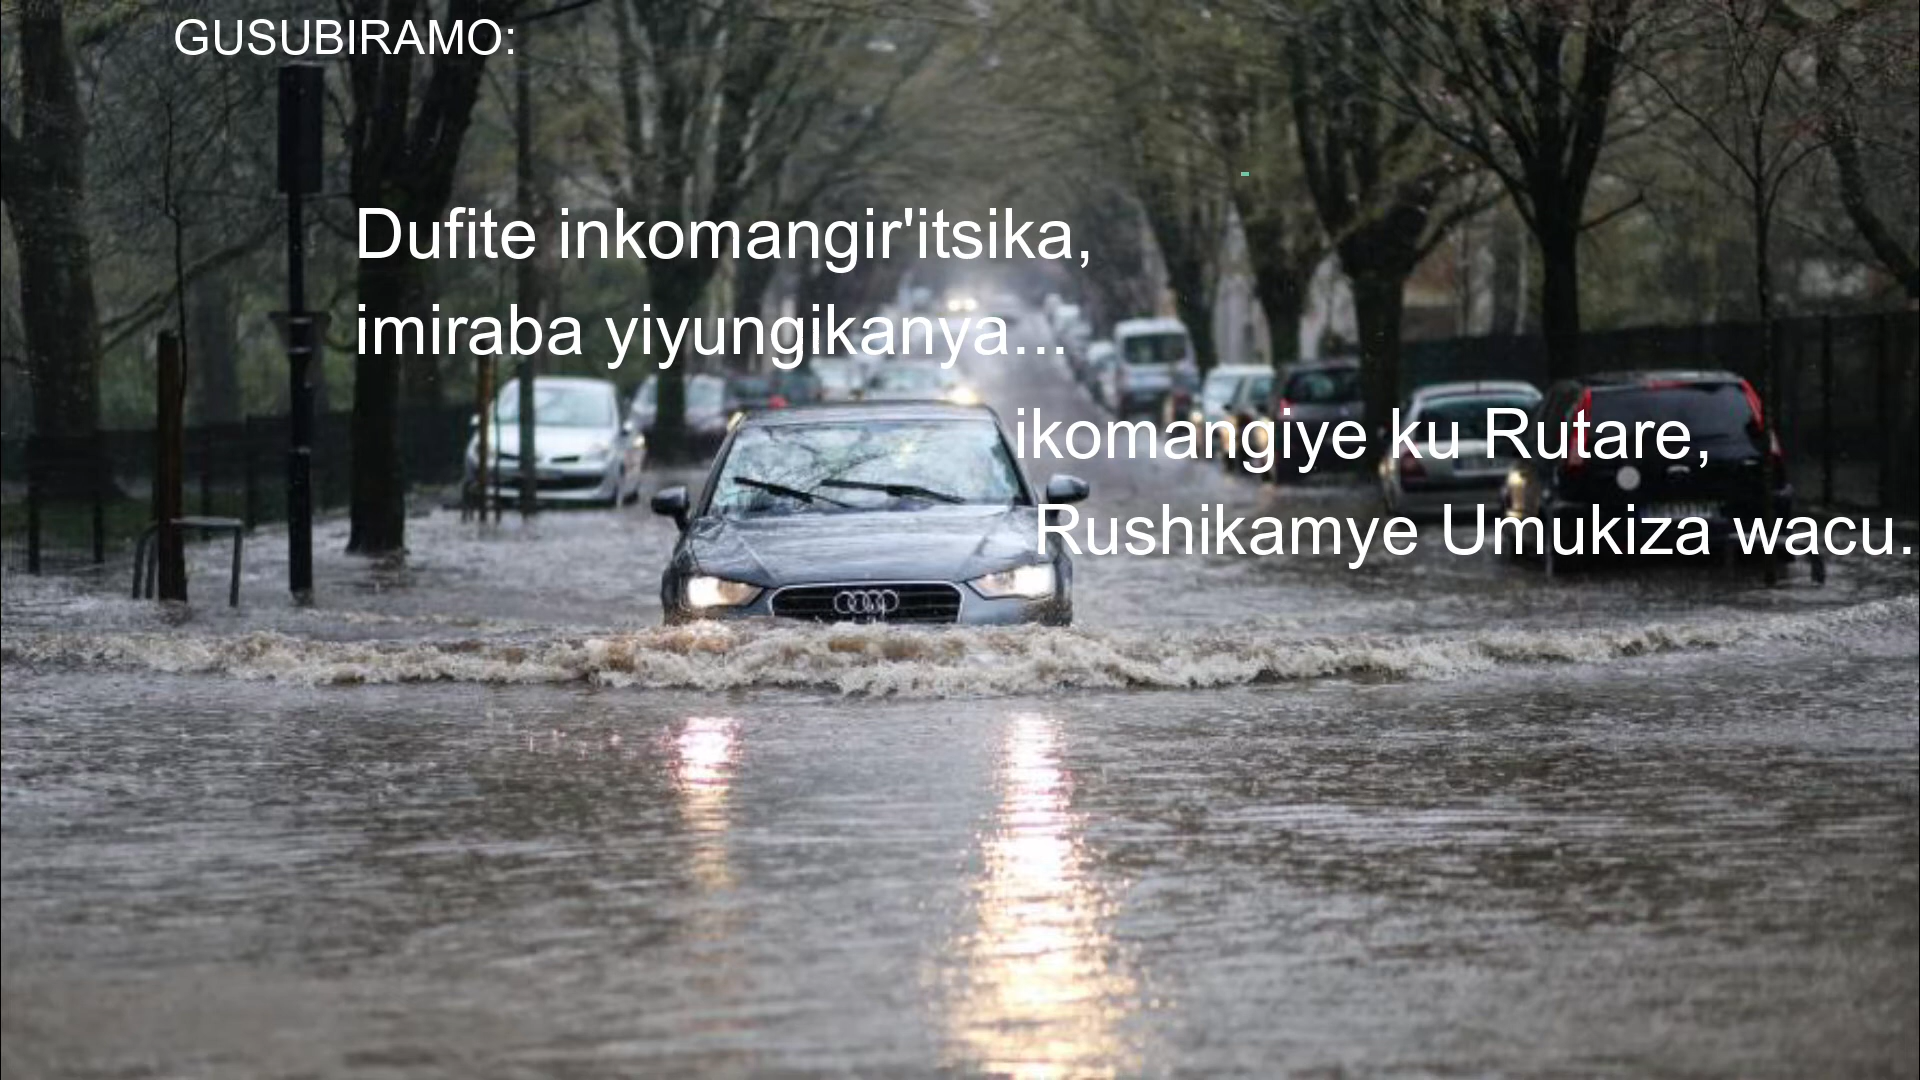 GUSUBIRAMO:
Dufite inkomangir'itsika,
imiraba yiyungikanya...
ikomangiye ku Rutare,
Rushikamye Umukiza wacu.